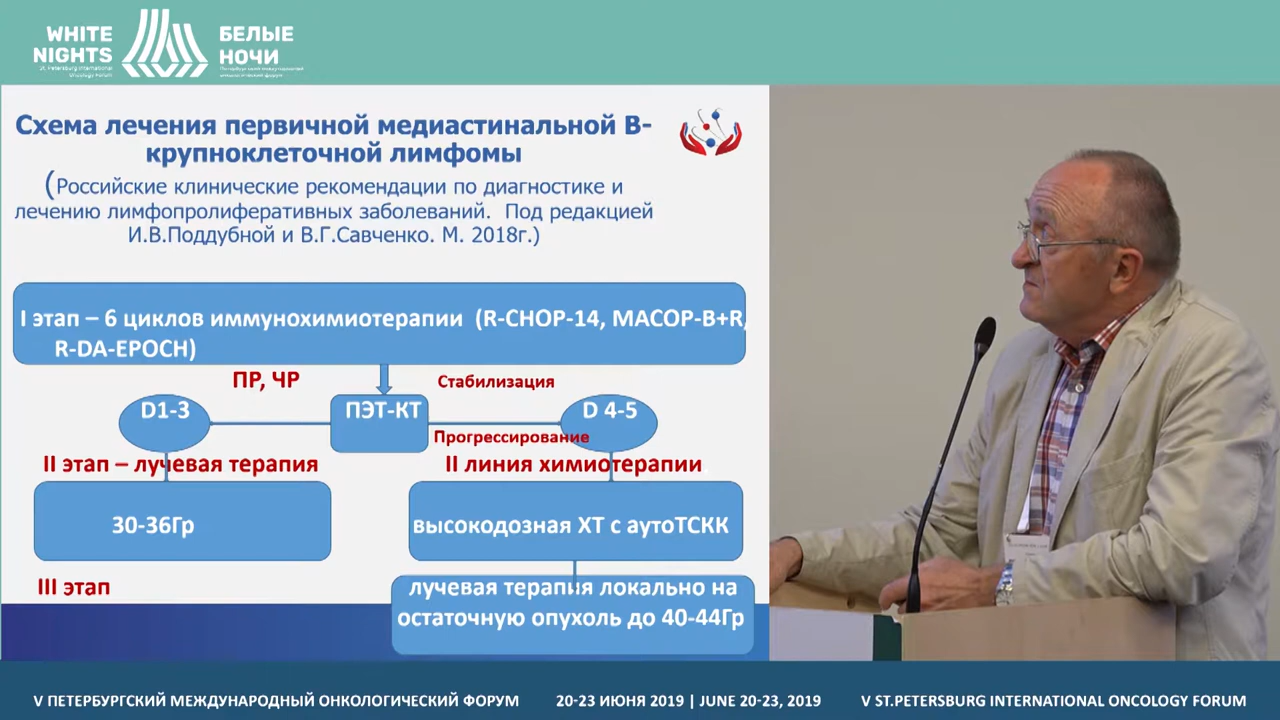 WHITE
NIGHTS
St. Petersburg International
Oncology Forum
БЕЛЫЕ
НОЧИ
Петербургский международный
онкологический форум
Схема лечения первичной медиастинальной В-
крупноклеточной лимфомы
(Российские клинические рекомендации по диагностике и
лечению лимфопролиферативных заболеваний. Под редакцией
И.В.Поддубной и В.Г.Савченко. М. 2018г.)
I этап – 6 циклов иммунохимиотерапии (R-CHOP-14, MACOP-B+R,
R-DA-EPOCH)
ПР, ЧР
Стабилизация
D1-3
ПЭТ-КТ
D 4-5
Прогрессирование
II этап – лучевая терапия
II линия химиотерапии
30-36Гр
высокодозная ХТ с аутоТСКК
III этап
лучевая терапия локально на
остаточную опухоль до 40-44Гр
V ПЕТЕРБУРГСКИЙ МЕЖДУНАРОДНЫЙ ОНКОЛОГИЧЕСКИЙ ФОРУМ
20-23 ИЮНЯ 2019 | JUNE 20-23, 2019
V ST.PETERSBURG INTERNATIONAL ONCOLOGY FORUM